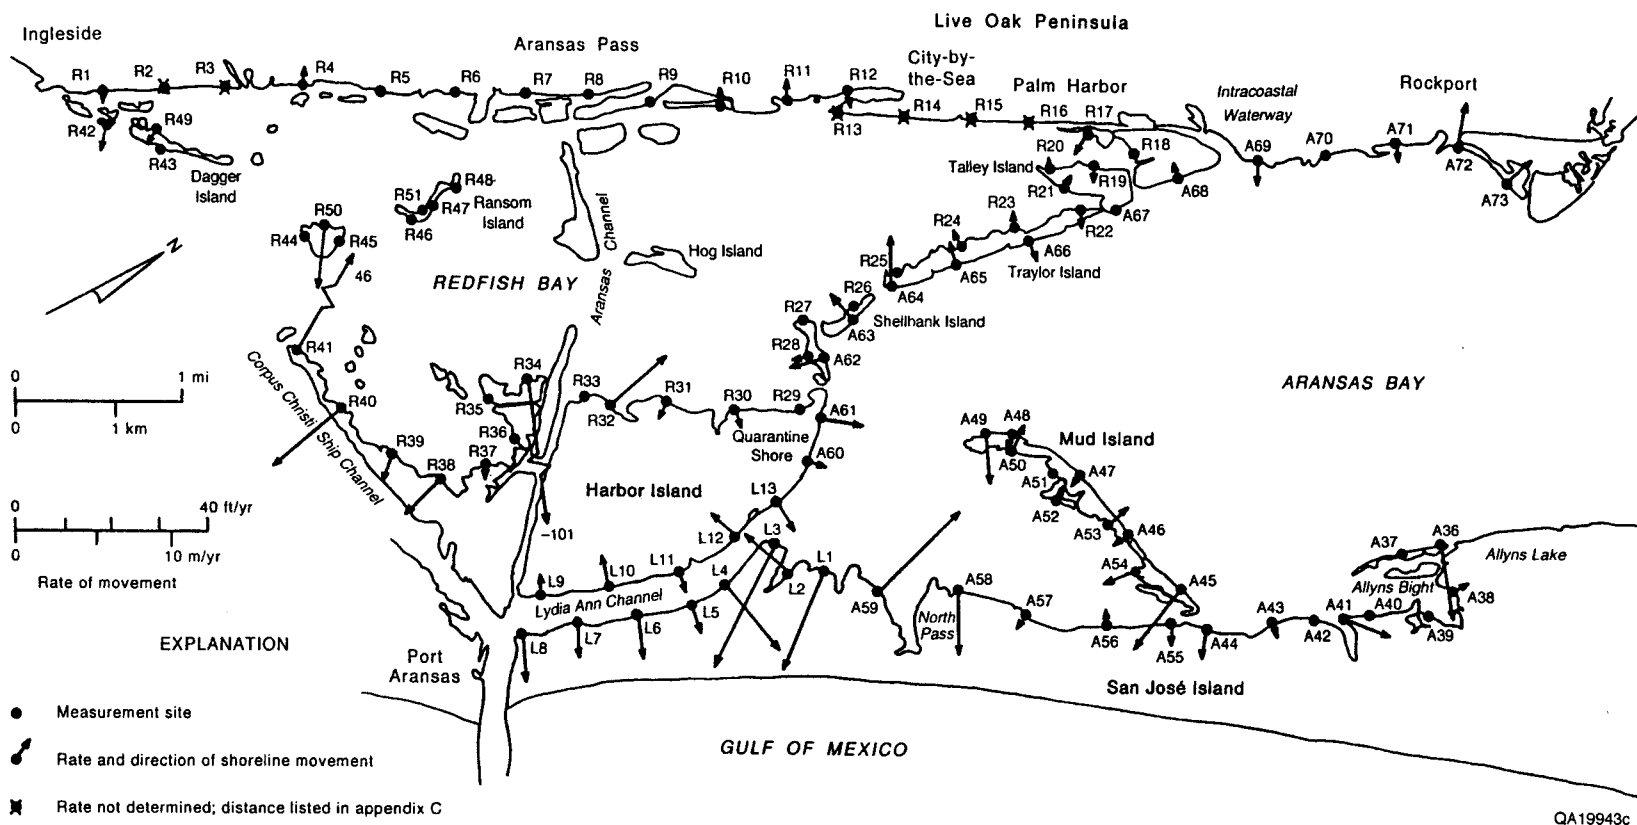 Live Oak Peninsula
Ingleside
Aransas Pass
City-by-
the-Sea
Palm Harbor
Rockport
Intracoastal
Waterway
R1
R2
R3
R4
R5
R6
R7
R8
R9
R10
R11
R12
R13
R14
R15
R16
R17
R18
R19
R20
R21
R22
R23
R24
R25
R26
R27
R28
R29
R30
R31
R32
R33
R34
R35
R36
R37
R38
R39
R40
R41
R42
R43
R44
R45
R46
R47
R48
R49
R50
R51
46
-101
A36
A37
A38
A39
A40
A41
A42
A43
A44
A45
A46
A47
A48
A49
A50
A51
A52
A53
A54
A55
A56
A57
A58
A59
A60
A61
A62
A63
A64
A65
A66
A67
A68
A69
A70
A71
A72
A73
L1
L2
L3
L4
L5
L6
L7
L8
L9
L10
L11
L12
L13
Dagger
Island
Ransom
Island
Talley Island
Traylor Island
Hog Island
Shellhank Island
Aransas Channel
REDFISH BAY
ARANSAS BAY
Corpus Christi Ship Channel
Quarantine
Shore
Harbor Island
Mud Island
Lydia Ann Channel
North
Pass
Allyns Lake
Allyns Bight
San José Island
Port
Aransas
GULF OF MEXICO
N
0 1 mi
0 1 km
0 40 ft/yr
0 10 m/yr
Rate of movement
EXPLANATION
Measurement site
Rate and direction of shoreline movement
Rate not determined; distance listed in appendix C
QA19943c